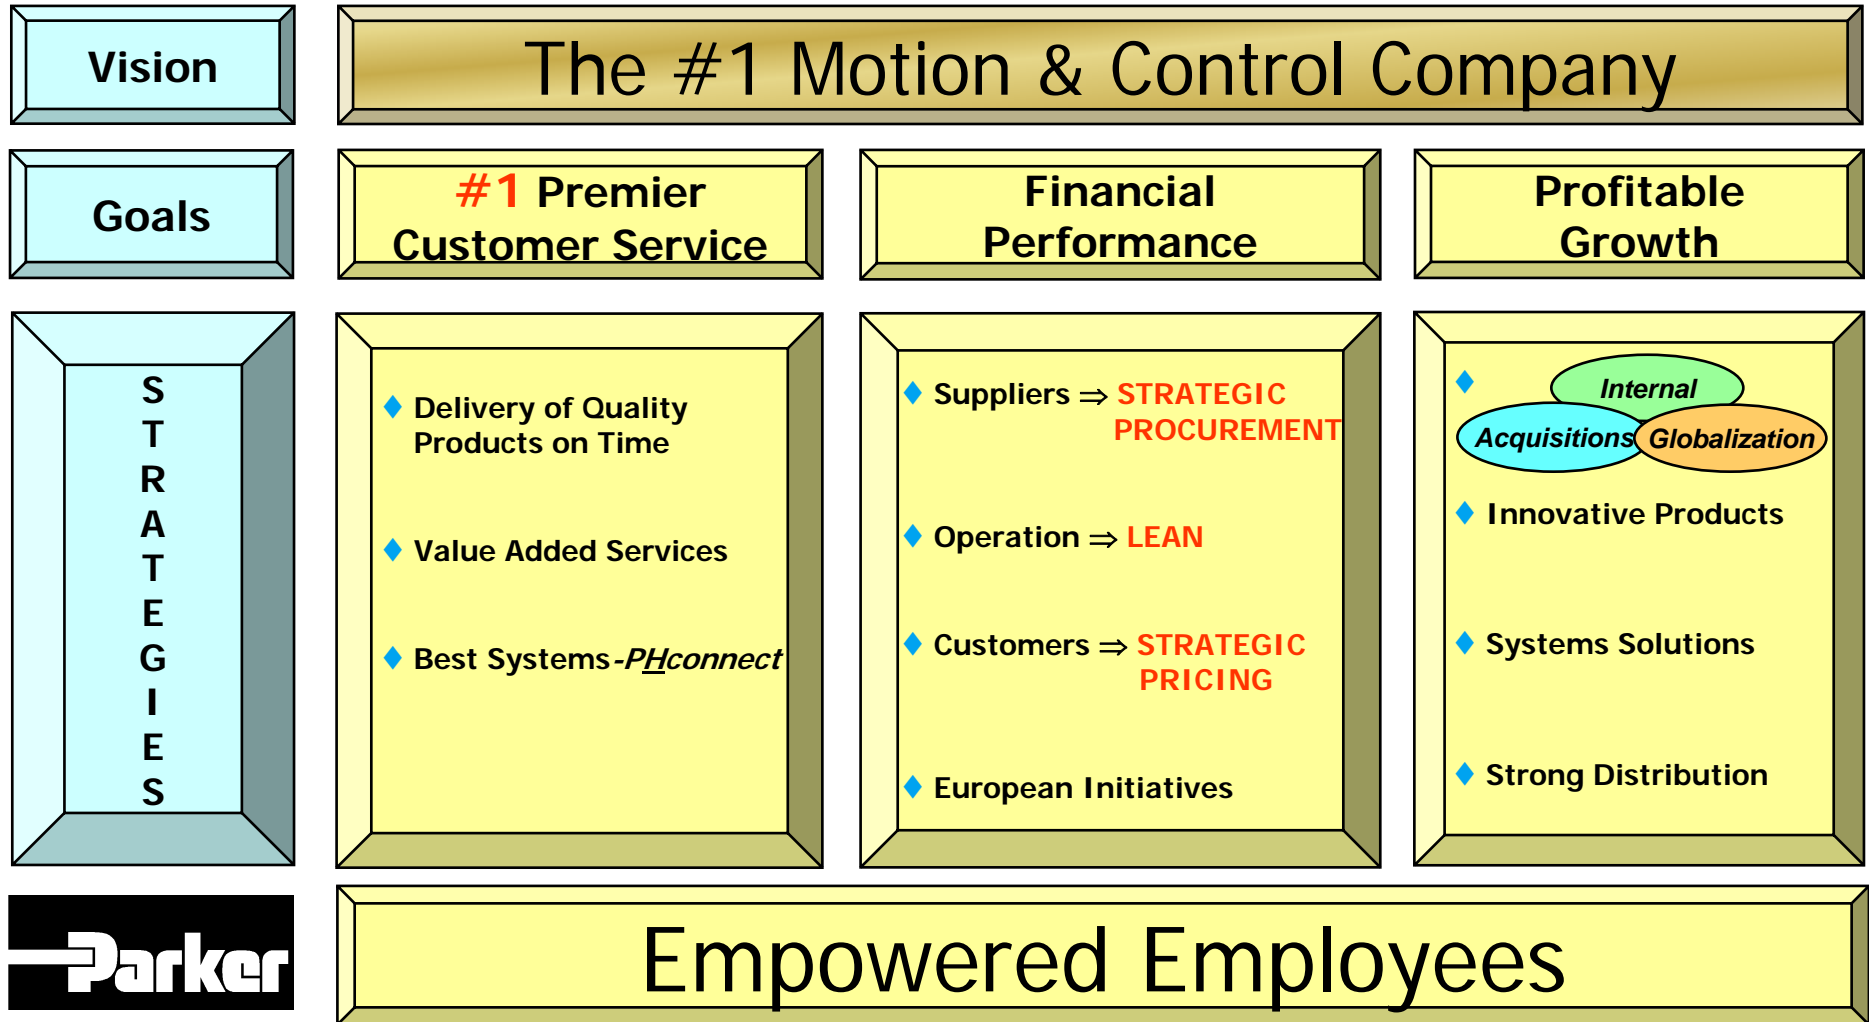 Vision
The #1 Motion & Control Company
Goals
#1 Premier
Customer Service
Financial
Performance
Profitable
Growth
S
T
R
A
T
E
G
I
E
S
Delivery of Quality
Products on Time
Value Added Services
Best Systems-PHconnect
Suppliers ⇒ STRATEGIC
PROCUREMENT
Operation ⇒ LEAN
Customers ⇒ STRATEGIC
PRICING
European Initiatives
Internal
Acquisitions
Globalization
Innovative Products
Systems Solutions
Strong Distribution
Parker
Empowered Employees